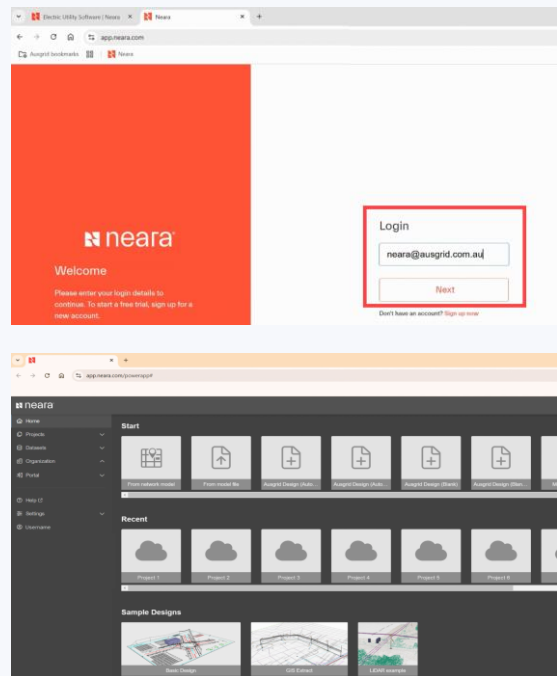 Electric Utility Software | Neara
Neara
app.neara.com
Ausgrid bookmarks
Neara
neara
Welcome
Please enter your login details to
continue. To start a free trial, sign up for a
new account.
Login
neara@ausgrid.com.au
Next
Don't have an account? Sign up now
app.neara.com/powerapp#
neara
Home
Projects
Datasets
Organization
Portal
Help
Settings
Username
Start
From network model
From model file
Ausgrid Design (Auto...
Ausgrid Design (Auto...
Ausgrid Design (Blank)
Ausgrid Design (Stan...
Recent
Project 1
Project 2
Project 3
Project 4
Project 5
Project 6
Sample Designs
Basic Design
GIS Extract
LiDAR example